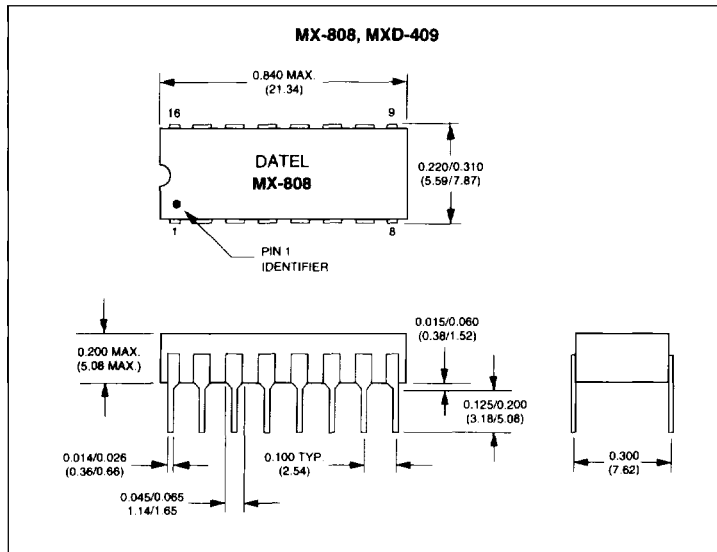 MX-808, MXD-409
0.840 MAX.
(21.34)
16
9
DATEL
MX-808
0.220/0.310
(5.59/7.87)
1
8
PIN 1
IDENTIFIER
0.200 MAX.
(5.08 MAX.)
0.015/0.060
(0.38/1.52)
0.125/0.200
(3.18/5.08)
0.014/0.026
(0.36/0.66)
0.100 TYP.
(2.54)
0.300
(7.62)
0.045/0.065
1.14/1.65